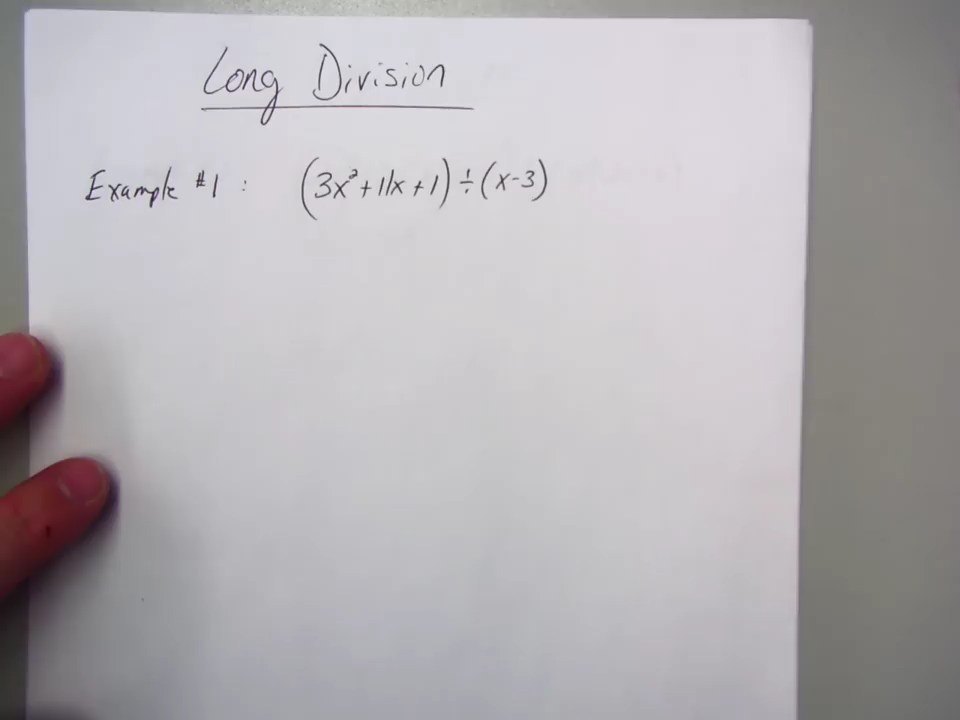 Long Division
Example #1 : (3x² + 11x + 1) ÷ (x-3)